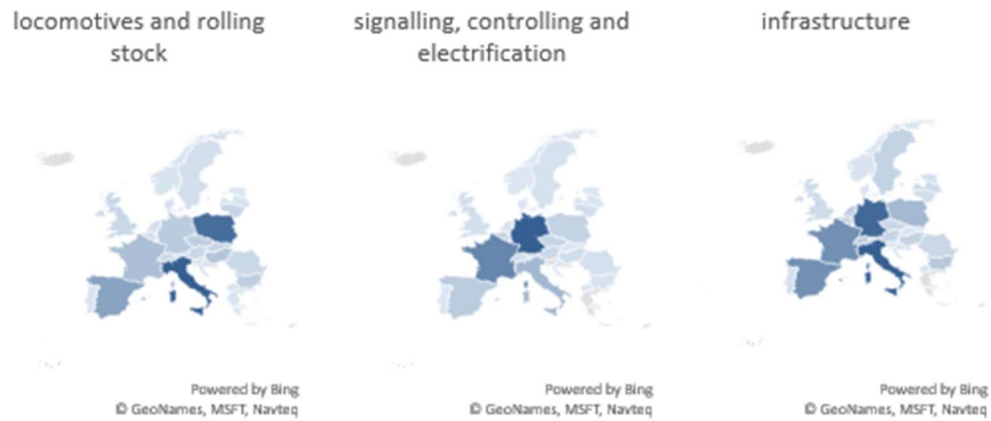 locomotives and rolling
stock
signalling, controlling and
electrification
infrastructure
Powered by Bing
© GeoNames, MSFT, Navteq
Powered by Bing
© GeoNames, MSFT, Navteq
Powered by Bing
© GeoNames, MSFT, Navteq